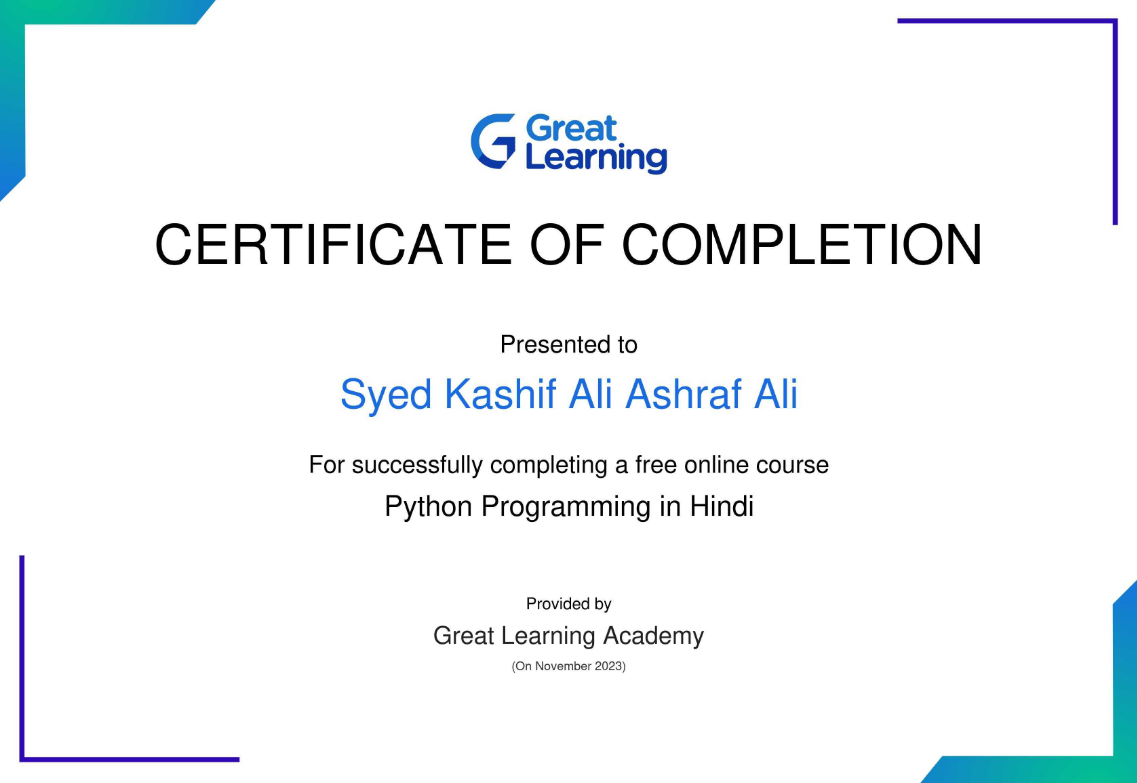 Great
Learning
CERTIFICATE OF COMPLETION
Presented to
Syed Kashif Ali Ashraf Ali
For successfully completing a free online course
Python Programming in Hindi
Provided by
Great Learning Academy
(On November 2023)